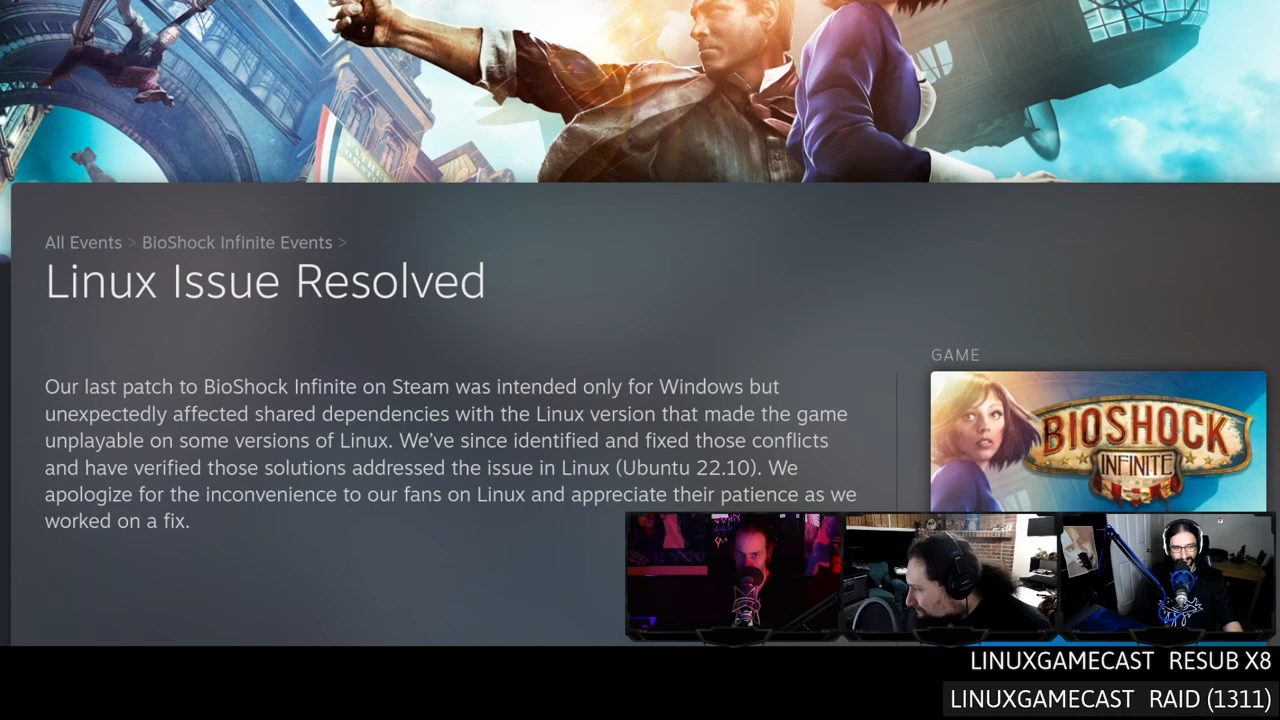 All Events > BioShock Infinite Events >
Linux Issue Resolved
GAME
Our last patch to BioShock Infinite on Steam was intended only for Windows but
unexpectedly affected shared dependencies with the Linux version that made the game
unplayable on some versions of Linux. We’ve since identified and fixed those conflicts
and have verified those solutions addressed the issue in Linux (Ubuntu 22.10). We
apologize for the inconvenience to our fans on Linux and appreciate their patience as we
worked on a fix.
BIOSHOCK
INFINITE
LINUXGAMECAST RESUB X8
LINUXGAMECAST RAID (1311)